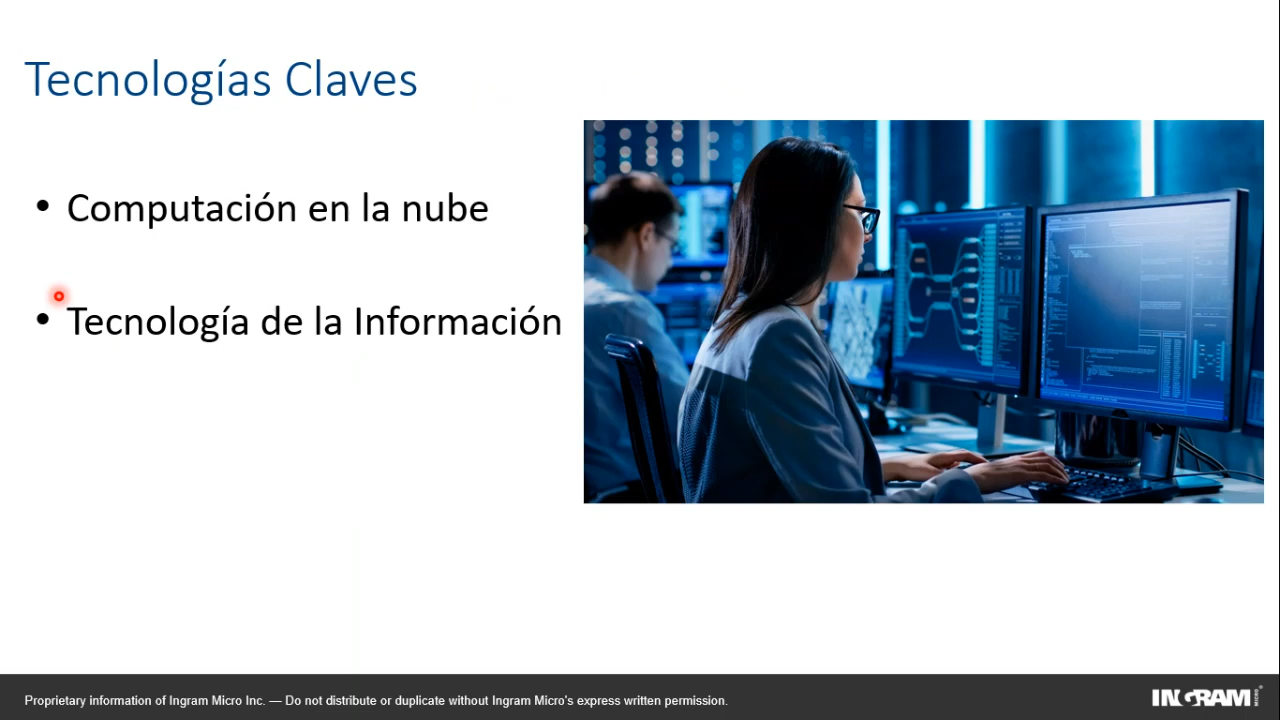 Tecnologías Claves
• Computación en la nube
• Tecnología de la Información
Proprietary information of Ingram Micro Inc. — Do not distribute or duplicate without Ingram Micro's express written permission.
INGRAM MICRO®